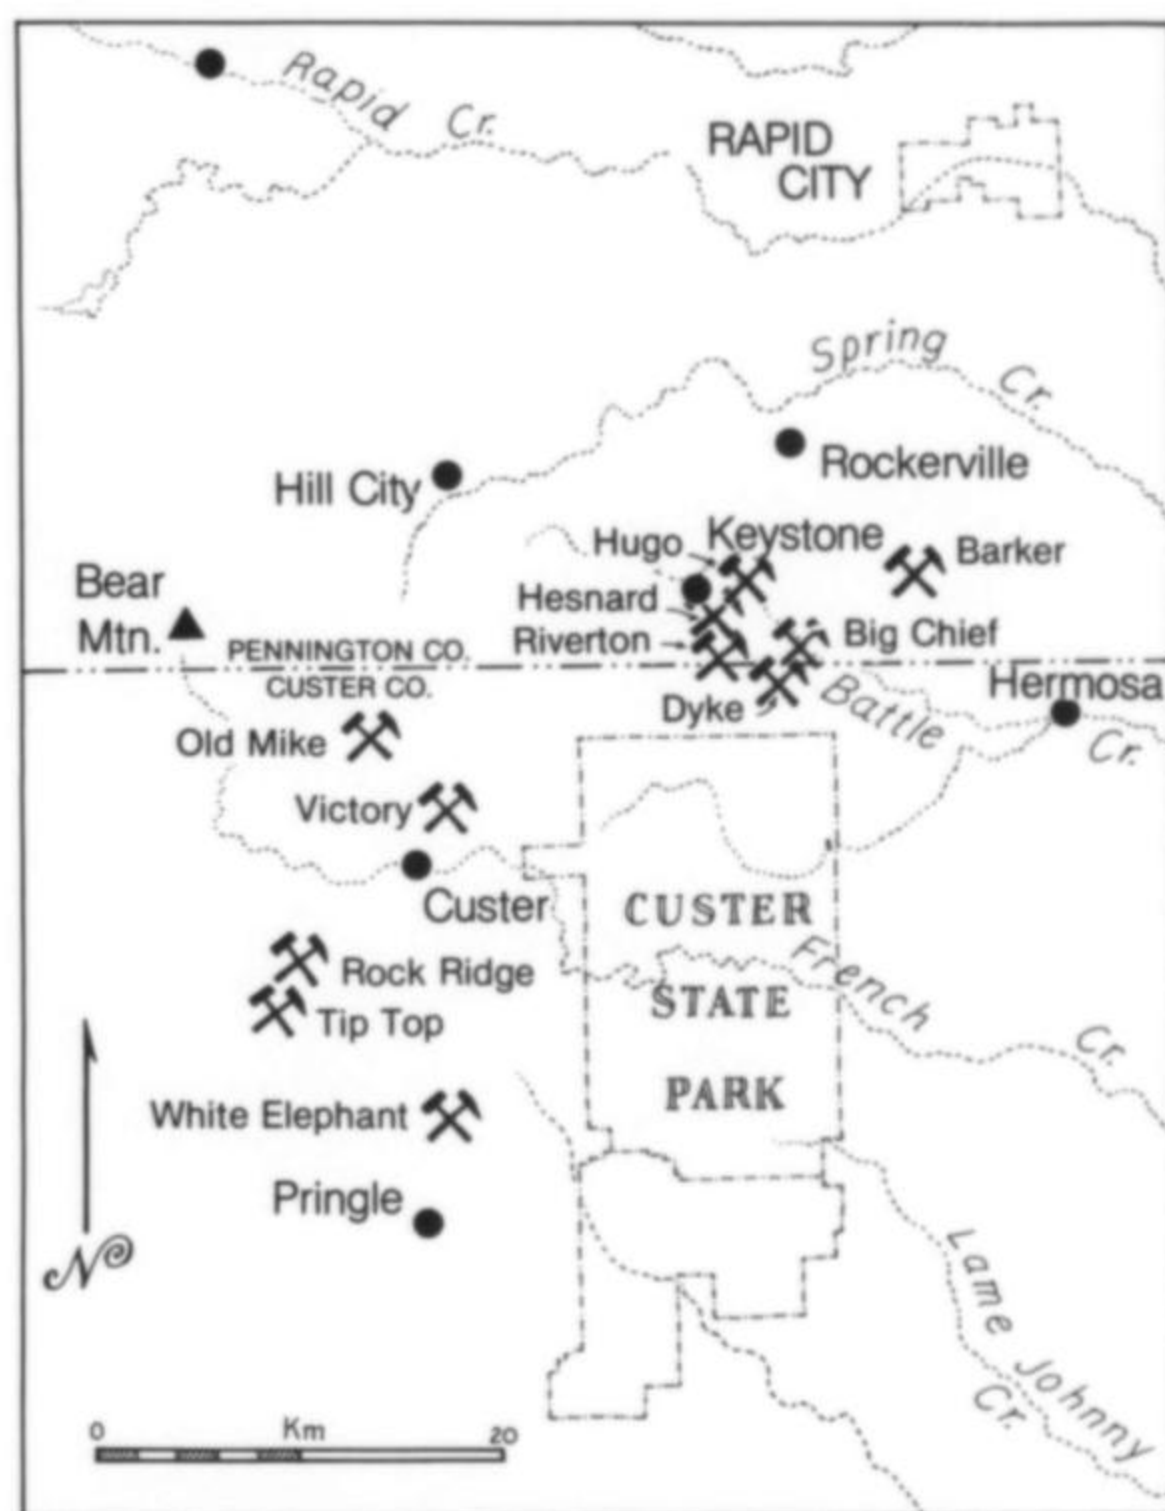 Rapid Cr.
RAPID
CITY
Spring Cr.
Rockerville
Hill City
Hugo
Keystone
Barker
Hesnard
Bear
Mtn.
Riverton
Big Chief
PENNINGTON CO.
CUSTER CO.
Hermosa
Dyke
Battle Cr.
Old Mike
Victory
Custer
CUSTER
STATE
PARK
French Cr.
Rock Ridge
Tip Top
White Elephant
Pringle
N
Lame Johnny
Cr.
0 Km 20